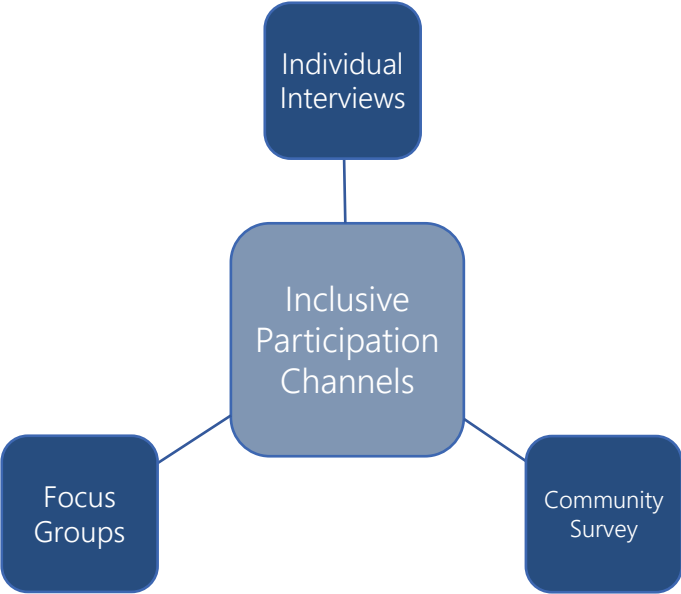 Individual
Interviews
Inclusive
Participation
Channels
Focus
Groups
Community
Survey